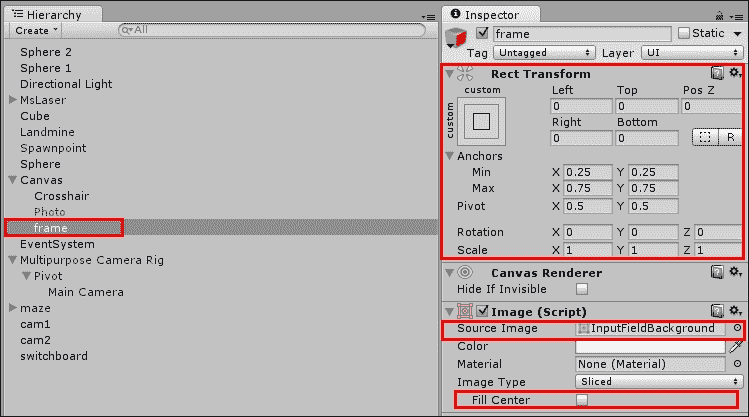 Hierarchy
Create
All
Sphere 2
Sphere 1
Directional Light
MsLaser
Cube
Landmine
Spawnpoint
Sphere
Canvas
Crosshair
Photo
frame
EventSystem
Multipurpose Camera Rig
Pivot
Main Camera
maze
cam1
cam2
switchboard
Inspector
frame
Static
Tag Untagged Layer UI
Rect Transform
custom
custom
Left Top Pos Z
0 0 0
Right Bottom
0 0 R
Anchors
Min X 0.25 Y 0.25
Max X 0.75 Y 0.75
Pivot X 0.5 Y 0.5
Rotation X 0 Y 0 Z 0
Scale X 1 Y 1 Z 1
Canvas Renderer
Hide If Invisible
Image (Script)
Source Image InputFieldBackground
Color
Material None (Material)
Image Type Sliced
Fill Center